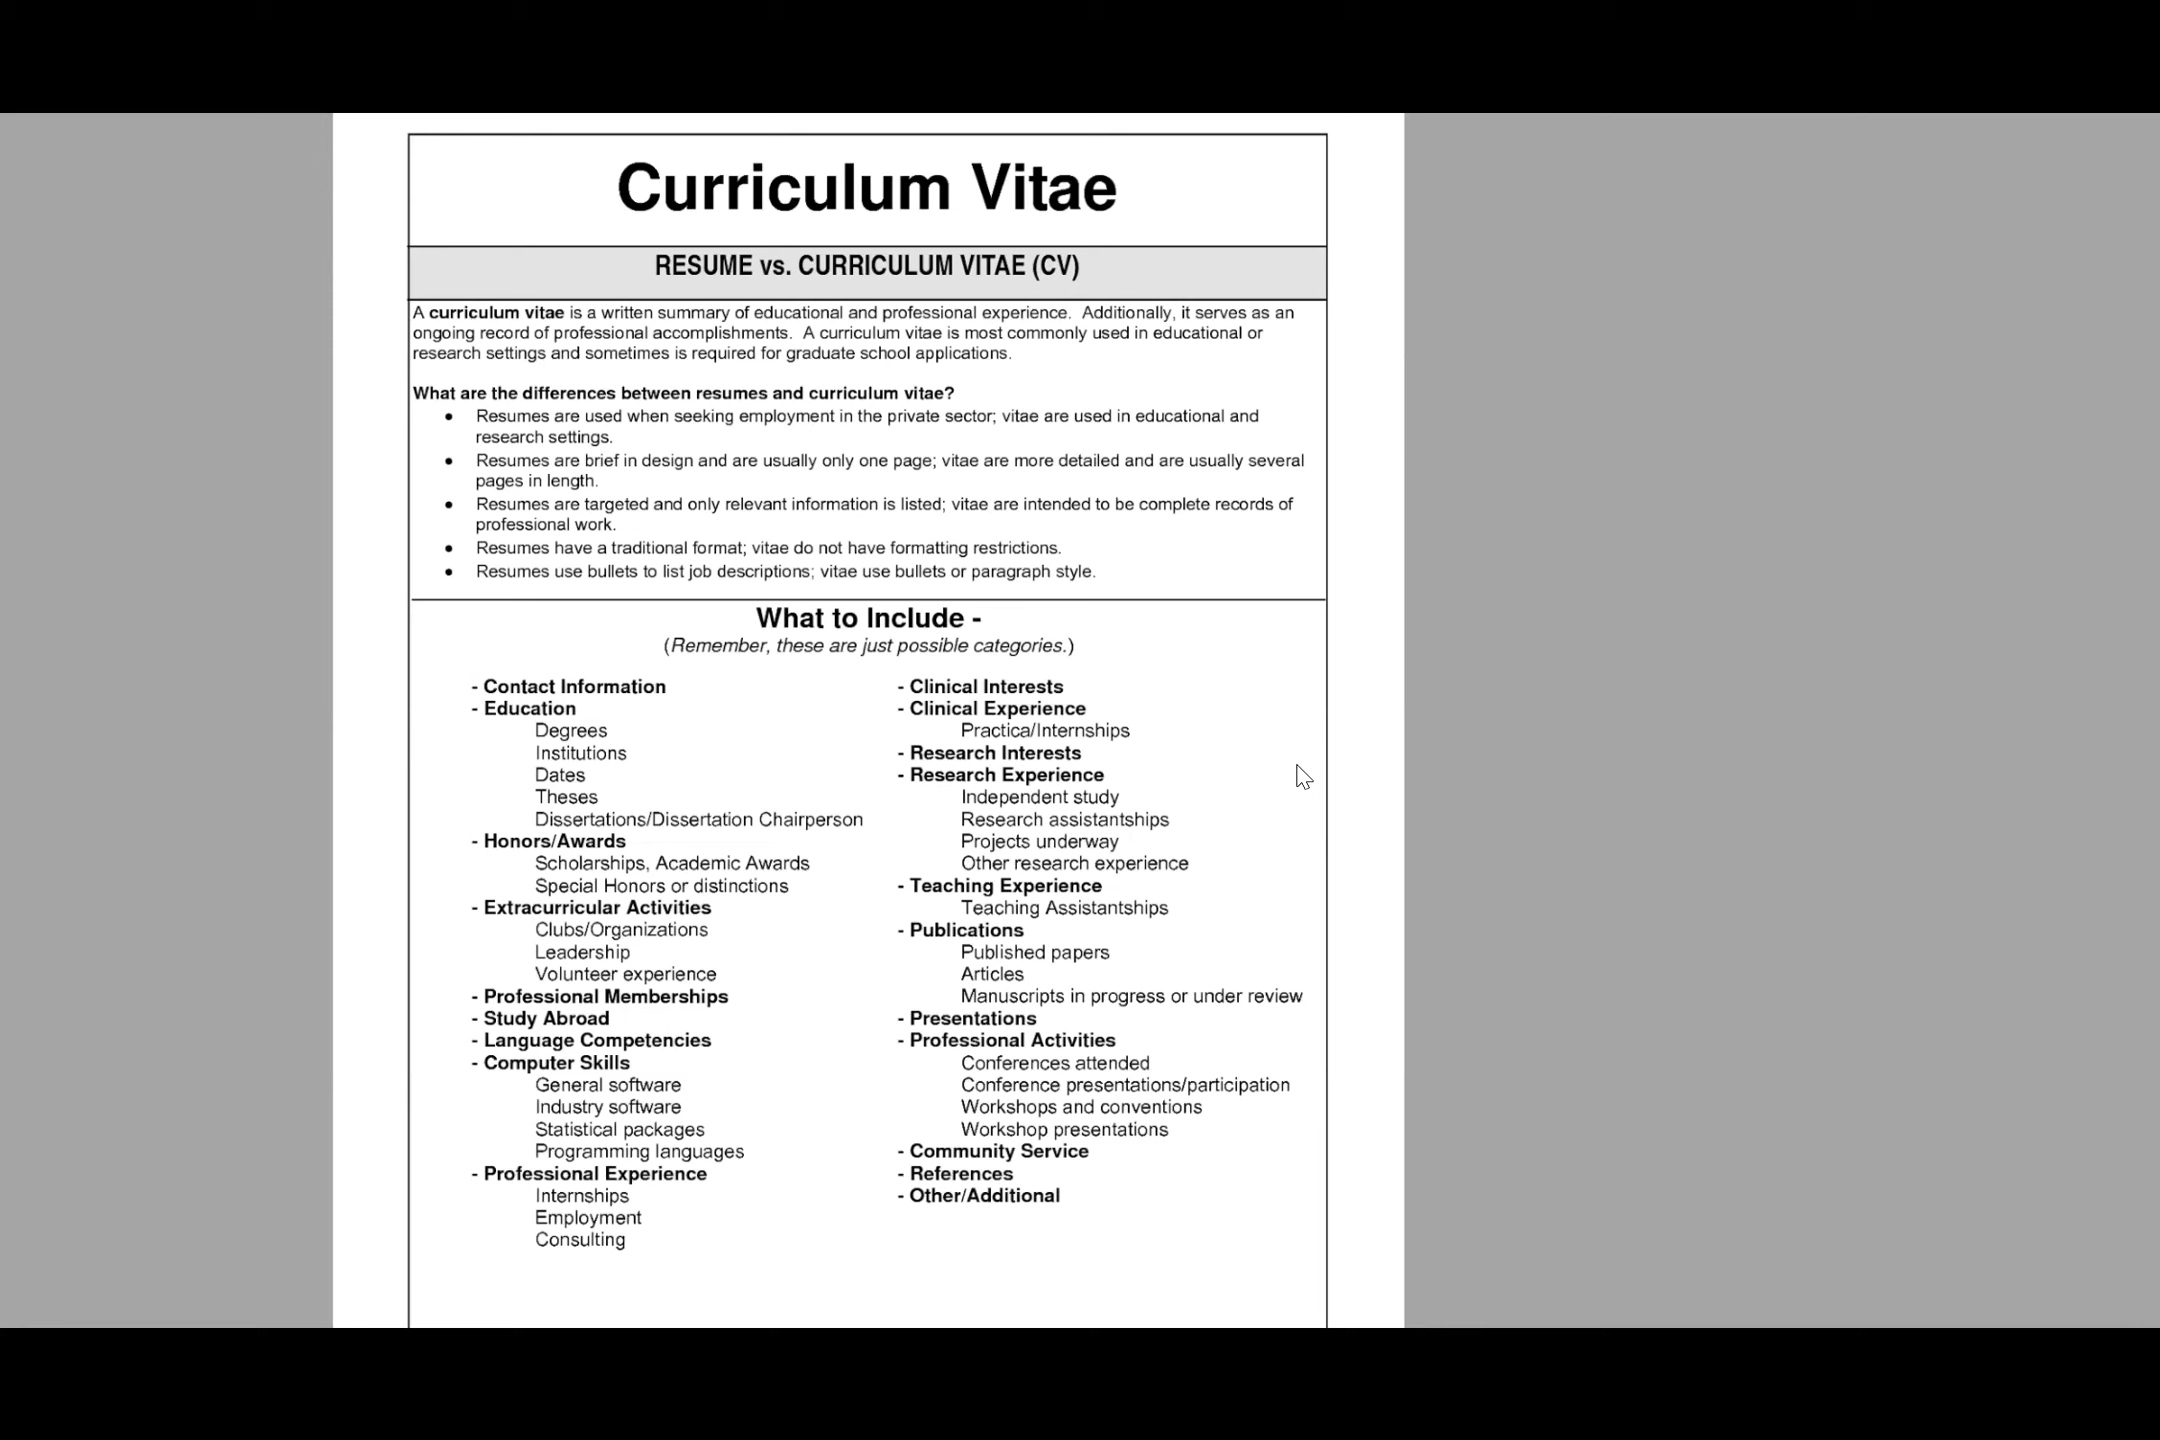 Curriculum Vitae
RESUME vs. CURRICULUM VITAE (CV)
A curriculum vitae is a written summary of educational and professional experience.  Additionally, it serves as an
ongoing record of professional accomplishments.  A curriculum vitae is most commonly used in educational or
research settings and sometimes is required for graduate school applications.
What are the differences between resumes and curriculum vitae?
• Resumes are used when seeking employment in the private sector; vitae are used in educational and
research settings.
• Resumes are brief in design and are usually only one page; vitae are more detailed and are usually several
pages in length.
• Resumes are targeted and only relevant information is listed; vitae are intended to be complete records of
professional work.
• Resumes have a traditional format; vitae do not have formatting restrictions.
• Resumes use bullets to list job descriptions; vitae use bullets or paragraph style.
What to Include -
(Remember, these are just possible categories.)
- Contact Information
- Education
Degrees
Institutions
Dates
Theses
Dissertations/Dissertation Chairperson
- Honors/Awards
Scholarships, Academic Awards
Special Honors or distinctions
- Extracurricular Activities
Clubs/Organizations
Leadership
Volunteer experience
- Professional Memberships
- Study Abroad
- Language Competencies
- Computer Skills
General software
Industry software
Statistical packages
Programming languages
- Professional Experience
Internships
Employment
Consulting
- Clinical Interests
- Clinical Experience
Practica/Internships
- Research Interests
- Research Experience
Independent study
Research assistantships
Projects underway
Other research experience
- Teaching Experience
Teaching Assistantships
- Publications
Published papers
Articles
Manuscripts in progress or under review
- Presentations
- Professional Activities
Conferences attended
Conference presentations/participation
Workshops and conventions
Workshop presentations
- Community Service
- References
- Other/Additional